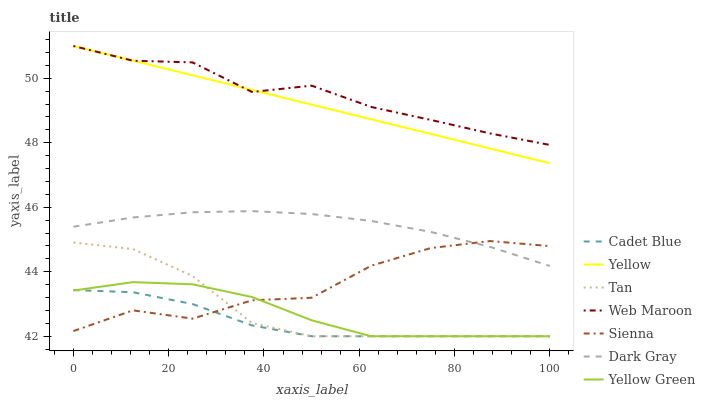 title
yaxis_label
50
48
46
44
42
0
20
40
60
80
100
xaxis_label
Cadet Blue
Yellow
Tan
Web Maroon
Sienna
Dark Gray
Yellow Green